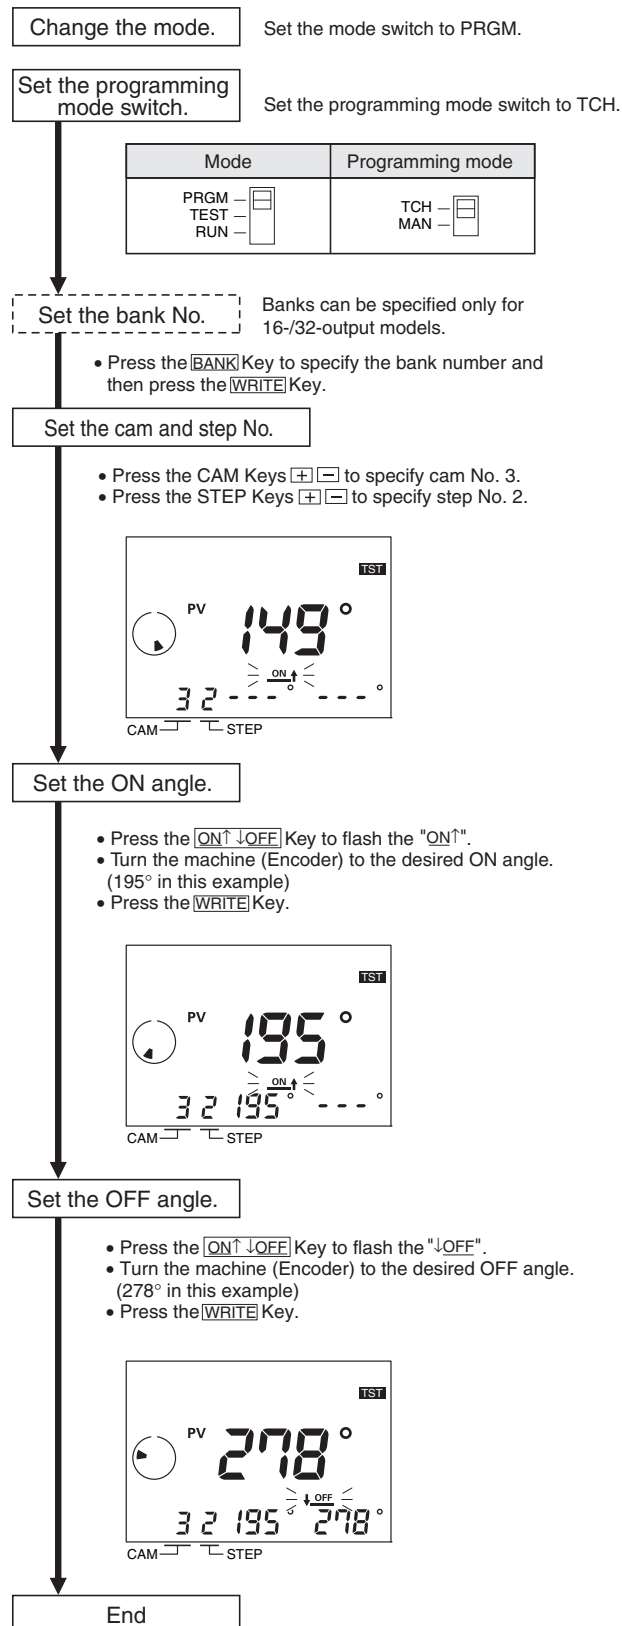 Change the mode.
Set the mode switch to PRGM.
Set the programming
mode switch.
Set the programming mode switch to TCH.
Mode
Programming mode
PRGM
TEST
RUN
TCH
MAN
Set the bank No.
Banks can be specified only for
16-/32-output models.
• Press the BANK Key to specify the bank number and
then press the WRITE Key.
Set the cam and step No.
• Press the CAM Keys + − to specify cam No. 3.
• Press the STEP Keys + − to specify step No. 2.
TST
PV 149°
ON↑
3 2 ---° ---°
CAM STEP
Set the ON angle.
• Press the ON↑ ↓OFF Key to flash the "ON↑".
• Turn the machine (Encoder) to the desired ON angle.
(195° in this example)
• Press the WRITE Key.
TST
PV 195°
ON↑
3 2 195° ---°
CAM STEP
Set the OFF angle.
• Press the ON↑ ↓OFF Key to flash the "↓OFF".
• Turn the machine (Encoder) to the desired OFF angle.
(278° in this example)
• Press the WRITE Key.
TST
PV 278°
↓OFF
3 2 195° 278°
CAM STEP
End